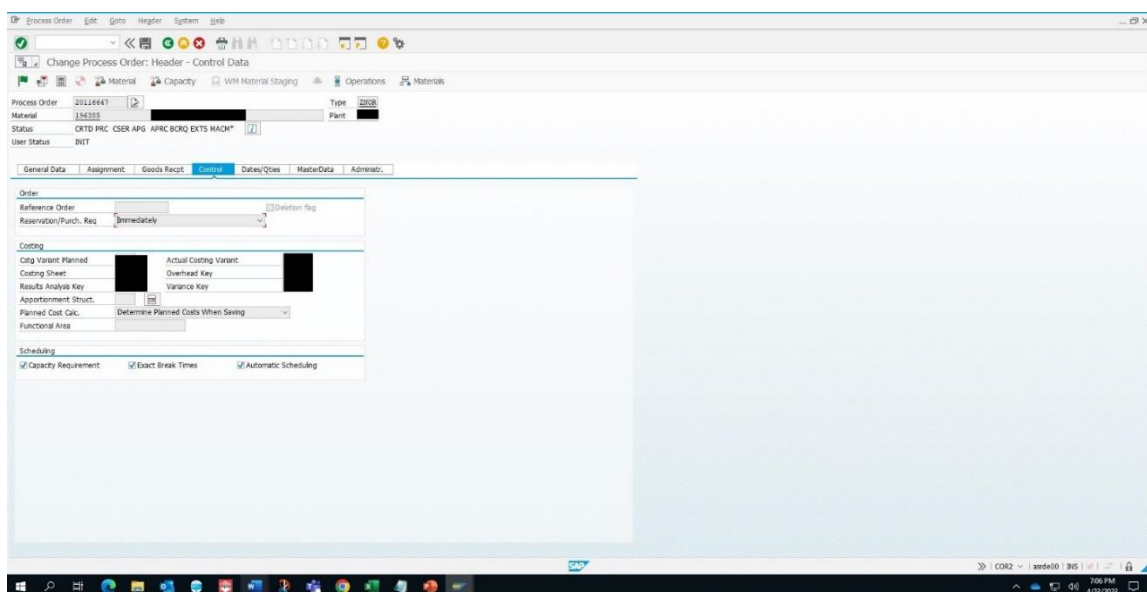 Process Order Edit Goto Header System Help
Change Process Order: Header - Control Data
Material Capacity WM Material Staging Operations Materials
Process Order 20116647 Type ZNOR
Material 196305 Plant
Status CRTD PRC CSER APG APRC BCRQ EXTS MACM*
User Status INIT
General Data Assignment Goods Recpt Control Dates/Qties MasterData Administr.
Order
Reference Order Deletion flag
Reservation/Purch. Req Immediately
Costing
Cstg Variant Planned Actual Costing Variant
Costing Sheet Overhead Key
Results Analysis Key Variance Key
Apportionment Struct.
Planned Cost Calc. Determine Planned Costs When Saving
Functional Area
Scheduling
Capacity Requirement Exact Break Times Automatic Scheduling
SAP COR2 INS
7:06 PM